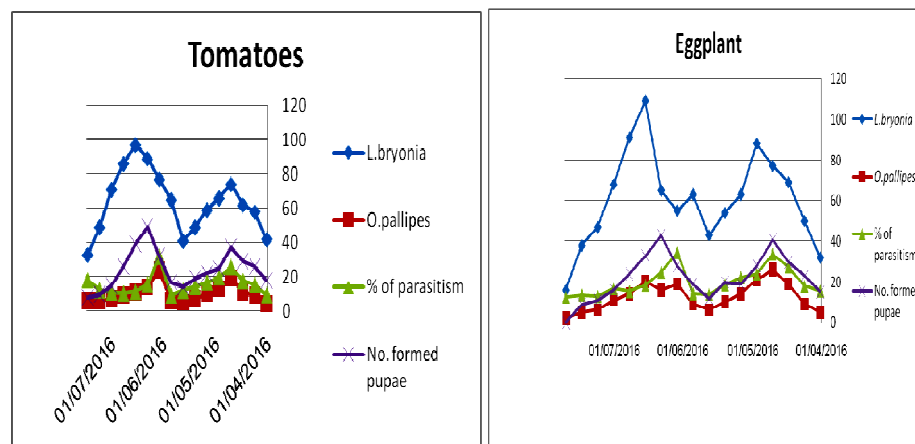 Tomatoes
120
100
80
60
40
20
0
01/07/2016
01/06/2016
01/05/2016
01/04/2016
L.bryonia
O.pallipes
% of parasitism
No. formed
pupae
Eggplant
120
100
80
60
40
20
0
01/07/2016
01/06/2016
01/05/2016
01/04/2016
L.bryonia
O.pallipes
% of
parasitism
No. formed
pupae